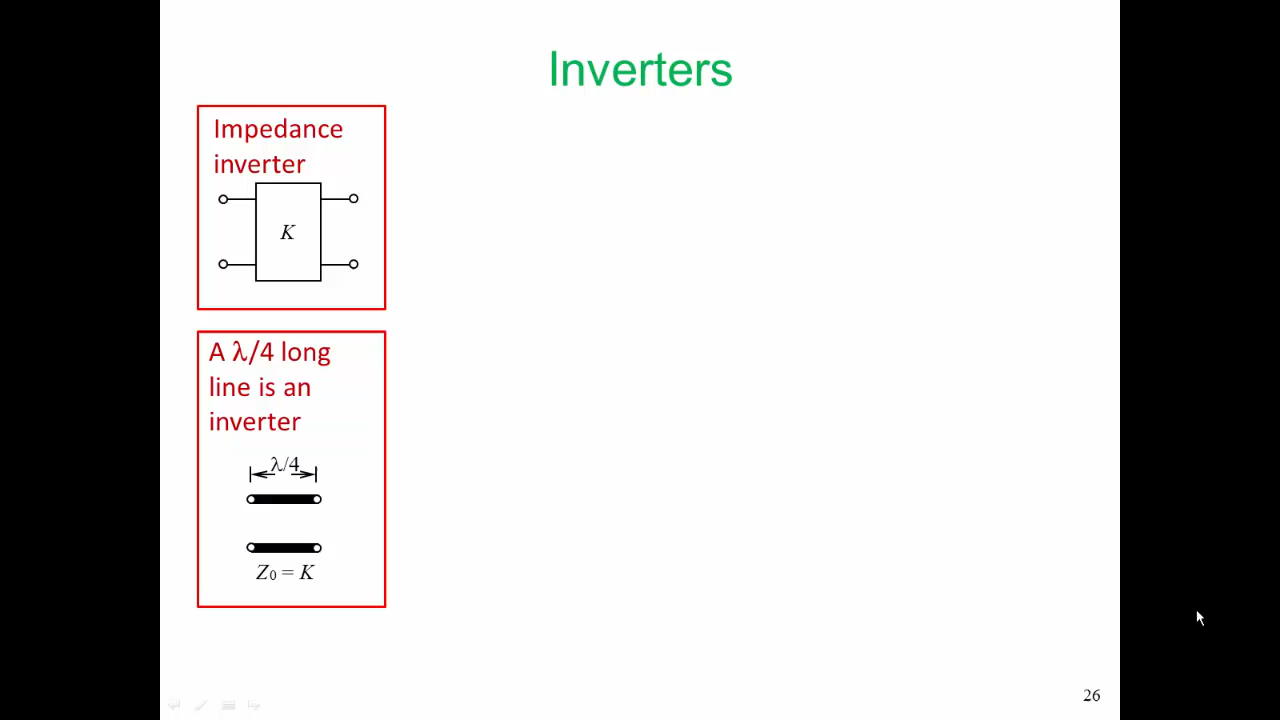 Inverters
Impedance
inverter
K
A λ/4 long
line is an
inverter
λ/4
Z₀ = K
26